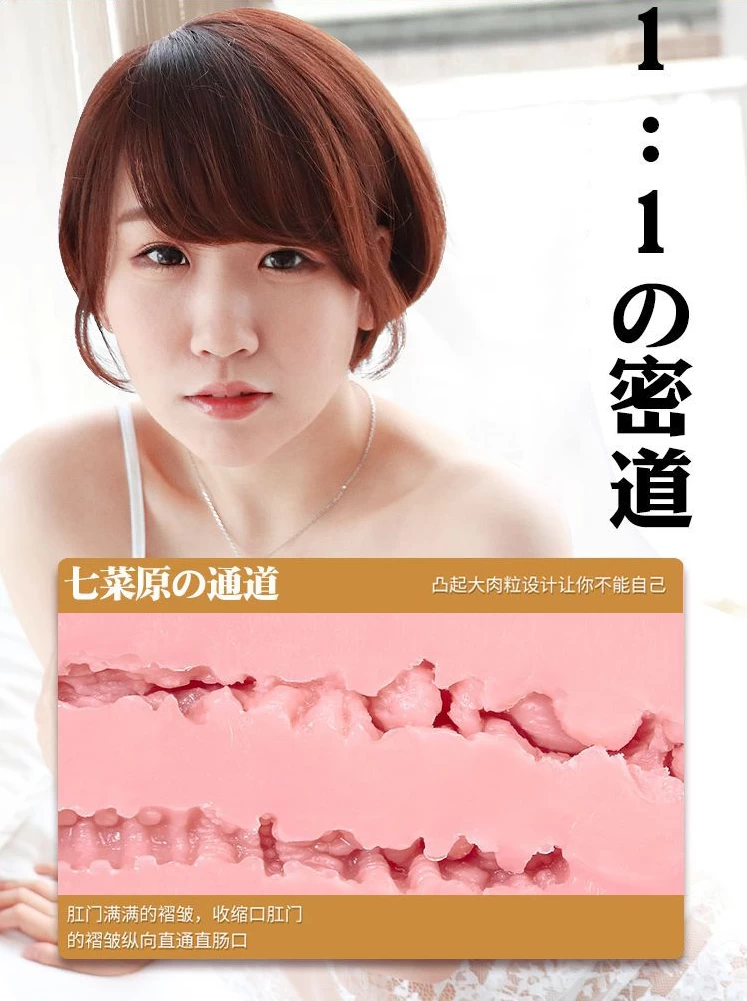 1:1の密道
七菜原の通道
凸起大肉粒设计让你不能自己
肛门满满的褶皱，收缩口肛门
的褶皱纵向直通直肠口